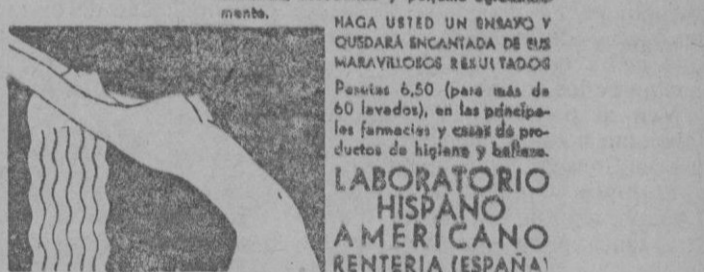 mente.
HAGA USTED UN ENSAYO Y
QUEDARÁ ENCANTADA DE SUS
MARAVILLOSOS RESULTADOS
Pesetas 6,50 (para más de
60 lavados), en las principa-
les farmacias y casas de pro-
ductos de higiene y belleza.
LABORATORIO
HISPANO
AMERICANO
RENTERIA (ESPAÑA)